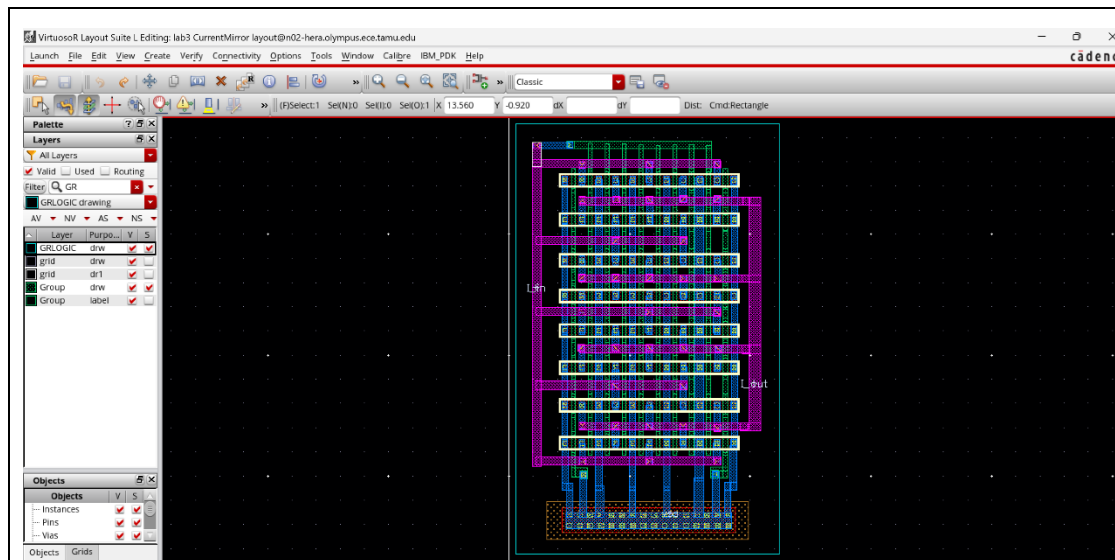 VirtuosoR Layout Suite L Editing: lab3 CurrentMirror layout@n02-hera.olympus.ece.tamu.edu
Launch File Edit View Create Verify Connectivity Options Tools Window Calibre IBM_PDK Help
cādenc
» » Classic
» (F)Select:1 Sel(N):0 Sel(I):0 Sel(O):1 X 13.560 Y -0.920 dX dY Dist: Cmd:Rectangle
Palette
Layers
All Layers
Valid Used Routing
Filter GR
GRLOGIC drawing
AV NV AS NS
Layer Purpo... V S
GRLOGIC drw
grid drw
grid dr1
Group drw
Group label
I_in
I_out
Objects
Objects V S
Instances
Pins
Vias
Objects Grids